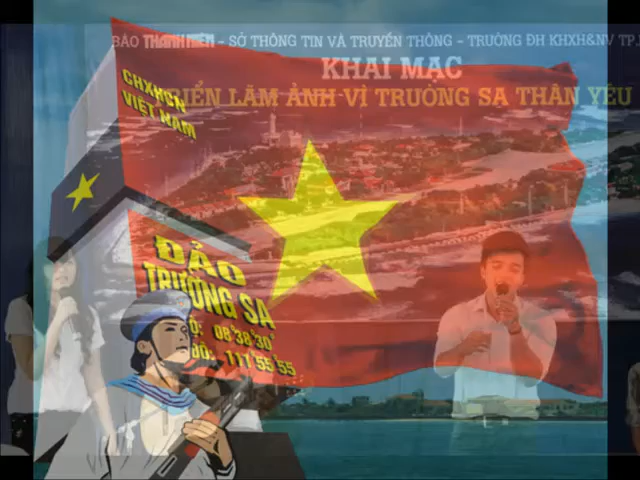 BÁO THANH NIÊN – SỞ THÔNG TIN VÀ TRUYỀN THÔNG – TRƯỜNG ĐH KHXH&NV TP.
KHAI MẠC
TRIỂN LÃM ẢNH VÌ TRƯỜNG SA THÂN YÊU
CHXHCN
VIỆT NAM
ĐẢO
TRƯỜNG SA
08°38'30"
111°55'55"